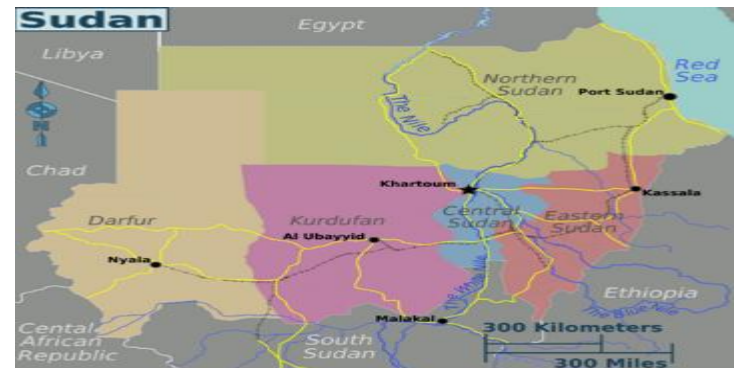 Sudan
Egypt
Libya
Red
Sea
Northern
Sudan
Port Sudan
The Nile
N
Chad
Khartoum
Kassala
Darfur
Kurdufan
Central
Sudan
Eastern
Sudan
Al Ubayyid
Nyala
The White Nile
Ethiopia
The Blue Nile
Malakal
Cental
African
Republic
South
Sudan
300 Kilometers
300 Miles